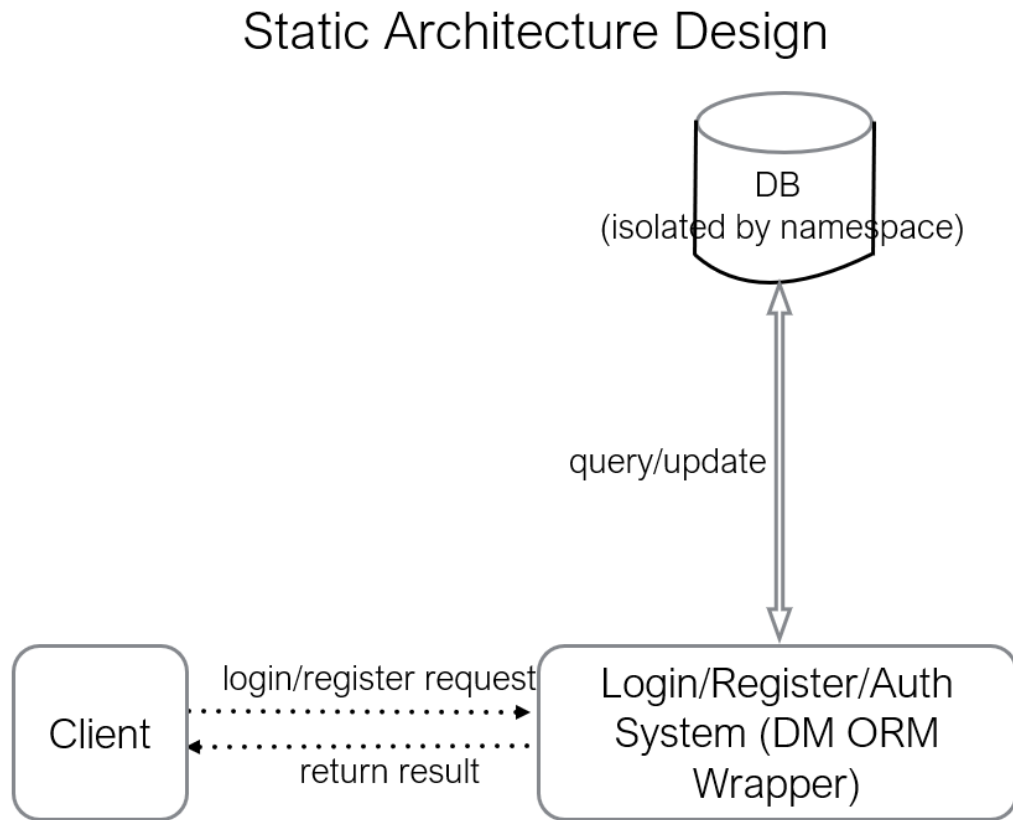 Static Architecture Design
DB
(isolated by namespace)
query/update
login/register request
Client
return result
Login/Register/Auth
System (DM ORM
Wrapper)